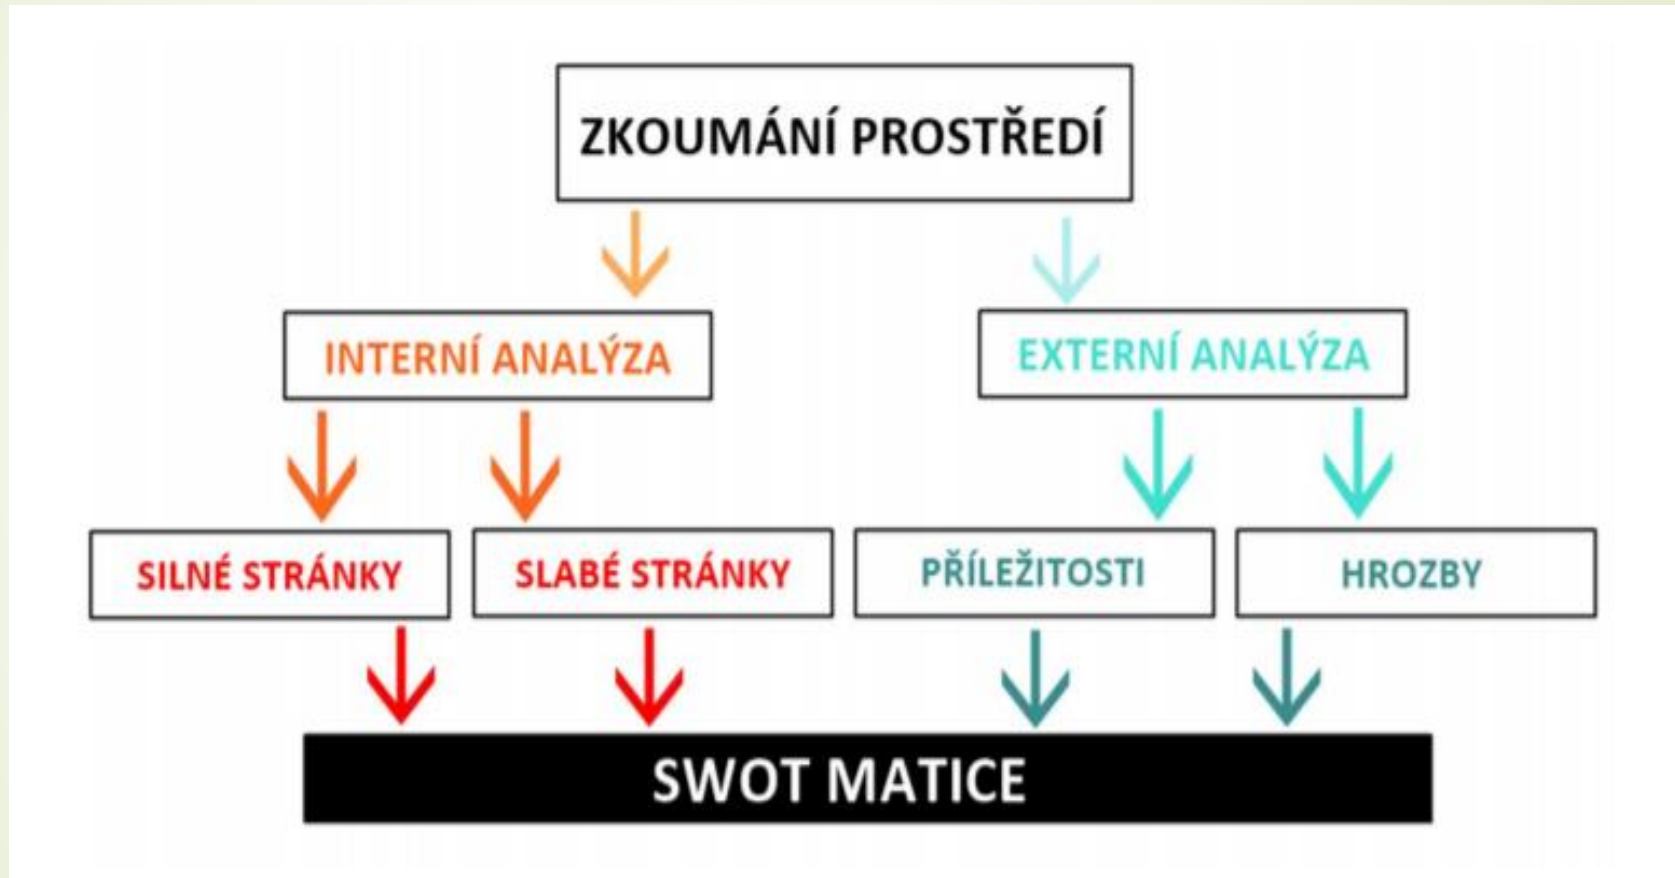 ZKOUMÁNÍ PROSTŘEDÍ
INTERNÍ ANALÝZA
EXTERNÍ ANALÝZA
SILNÉ STRÁNKY
SLABÉ STRÁNKY
PŘÍLEŽITOSTI
HROZBY
SWOT MATICE